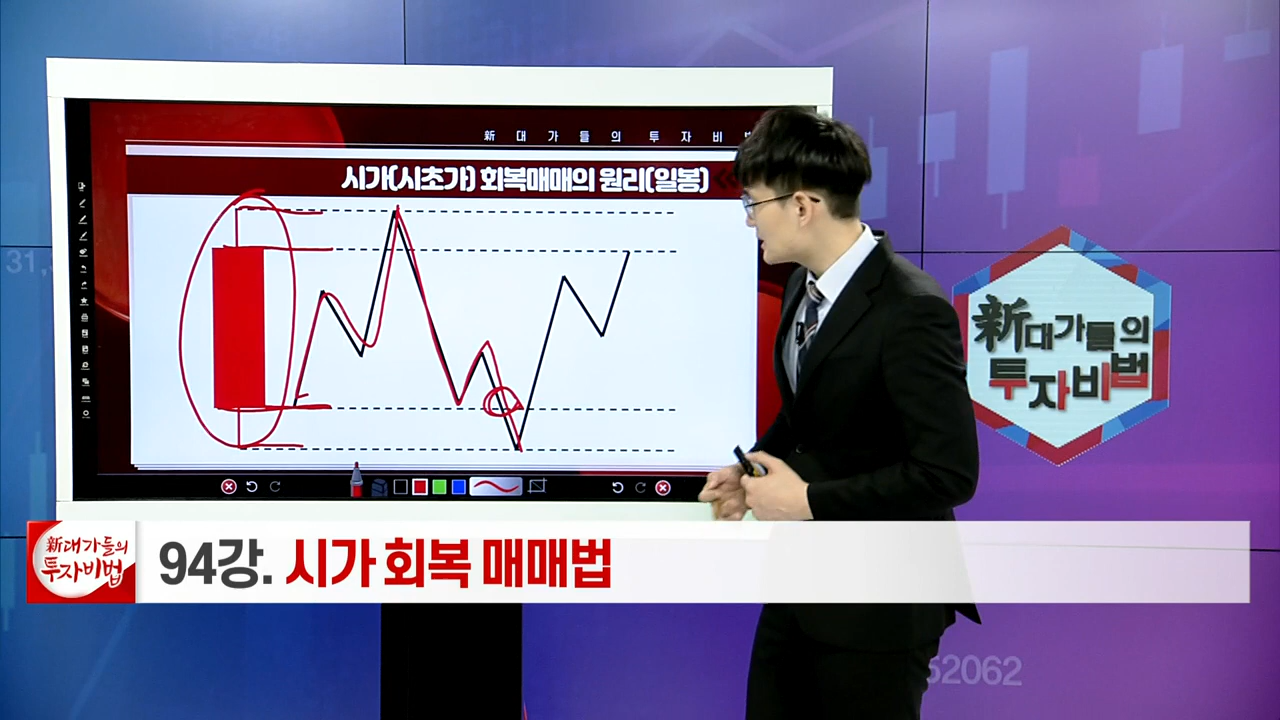 新 대 가 들 의 투 자 비
시가(시초가) 회복매매의 원리(일봉)
31,
新대가들의
투자비법
新대가들의
투자비법
94강. 시가 회복 매매법
52062